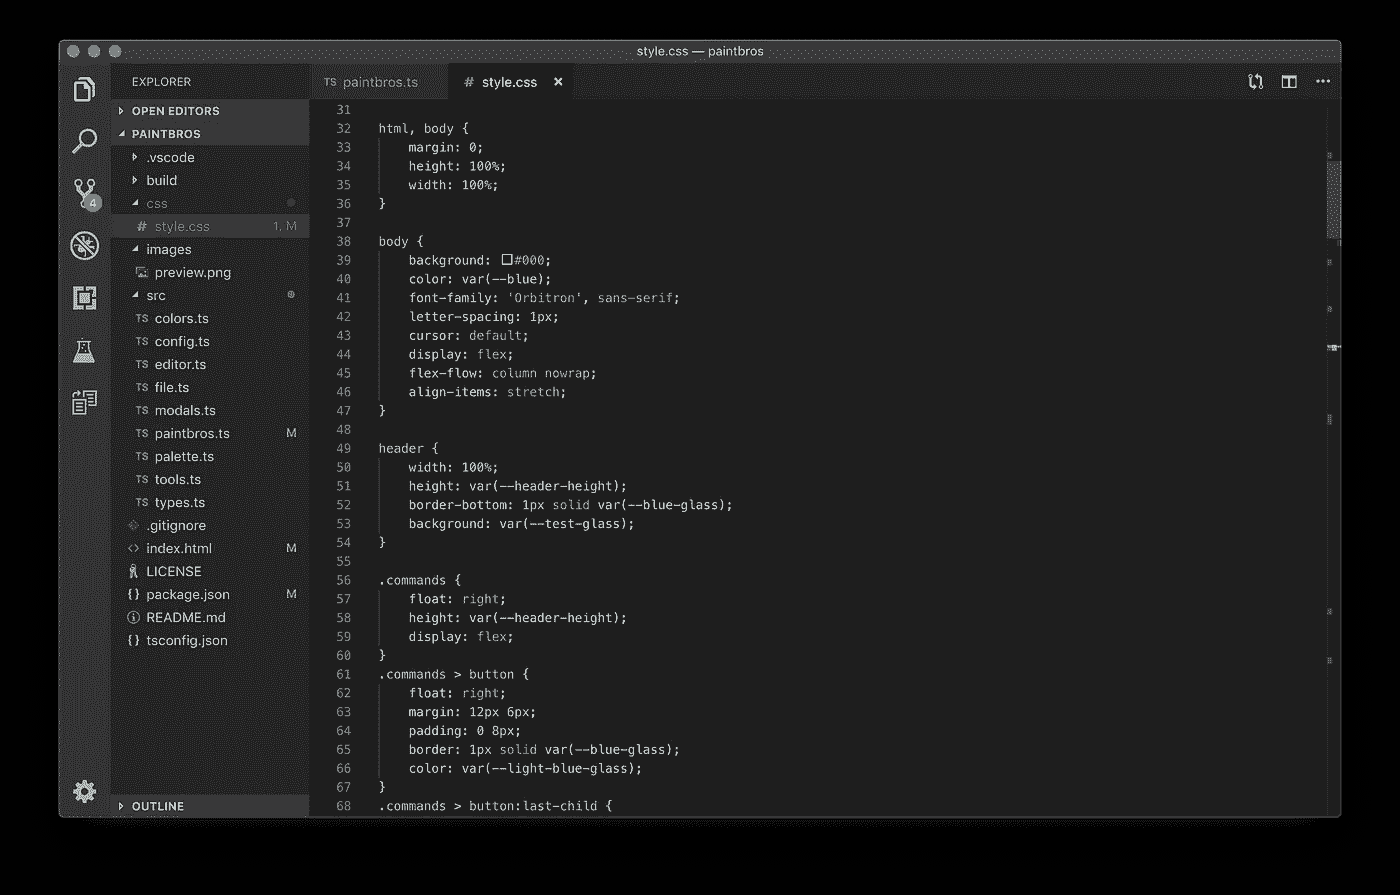 style.css — paintbros
EXPLORER
OPEN EDITORS
PAINTBROS
.vscode
build
css
# style.css 1, M
images
preview.png
src
TS colors.ts
TS config.ts
TS editor.ts
TS file.ts
TS modals.ts
TS paintbros.ts M
TS palette.ts
TS tools.ts
TS types.ts
.gitignore
<> index.html M
LICENSE
{} package.json M
README.md
{} tsconfig.json
OUTLINE
4
TS paintbros.ts # style.css ×
31
32 html, body {
33     margin: 0;
34     height: 100%;
35     width: 100%;
36 }
37
38 body {
39     background: #000;
40     color: var(--blue);
41     font-family: 'Orbitron', sans-serif;
42     letter-spacing: 1px;
43     cursor: default;
44     display: flex;
45     flex-flow: column nowrap;
46     align-items: stretch;
47 }
48
49 header {
50     width: 100%;
51     height: var(--header-height);
52     border-bottom: 1px solid var(--blue-glass);
53     background: var(--test-glass);
54 }
55
56 .commands {
57     float: right;
58     height: var(--header-height);
59     display: flex;
60 }
61 .commands > button {
62     float: right;
63     margin: 12px 6px;
64     padding: 0 8px;
65     border: 1px solid var(--blue-glass);
66     color: var(--light-blue-glass);
67 }
68 .commands > button:last-child {